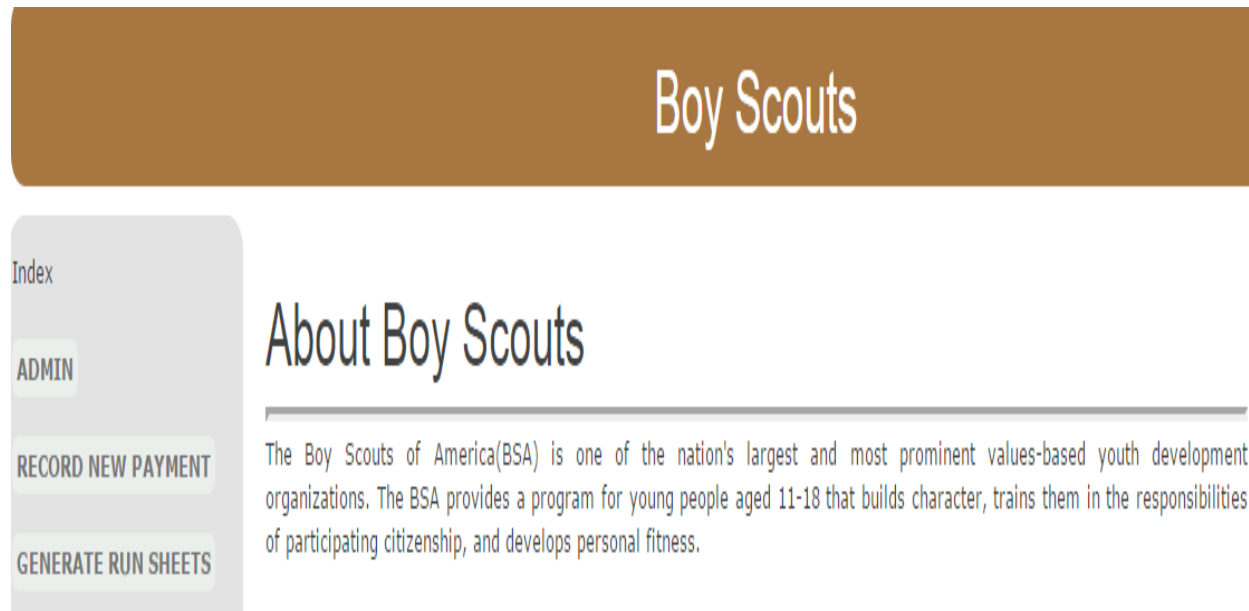 Boy Scouts
Index
ADMIN
RECORD NEW PAYMENT
GENERATE RUN SHEETS
About Boy Scouts
The Boy Scouts of America(BSA) is one of the nation's largest and most prominent values-based youth development
organizations. The BSA provides a program for young people aged 11-18 that builds character, trains them in the responsibilities
of participating citizenship, and develops personal fitness.